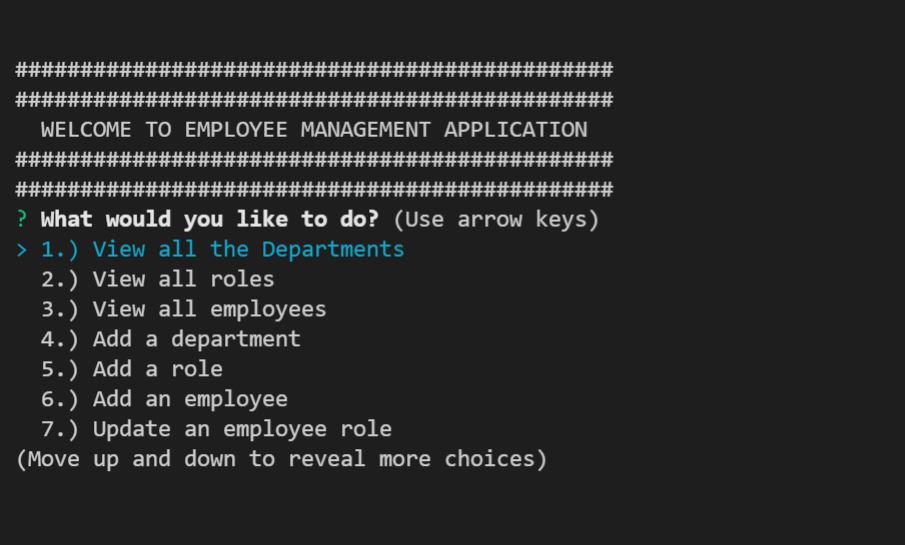 ##############################################
##############################################
WELCOME TO EMPLOYEE MANAGEMENT APPLICATION
##############################################
##############################################
? What would you like to do? (Use arrow keys)
> 1.) View all the Departments
2.) View all roles
3.) View all employees
4.) Add a department
5.) Add a role
6.) Add an employee
7.) Update an employee role
(Move up and down to reveal more choices)